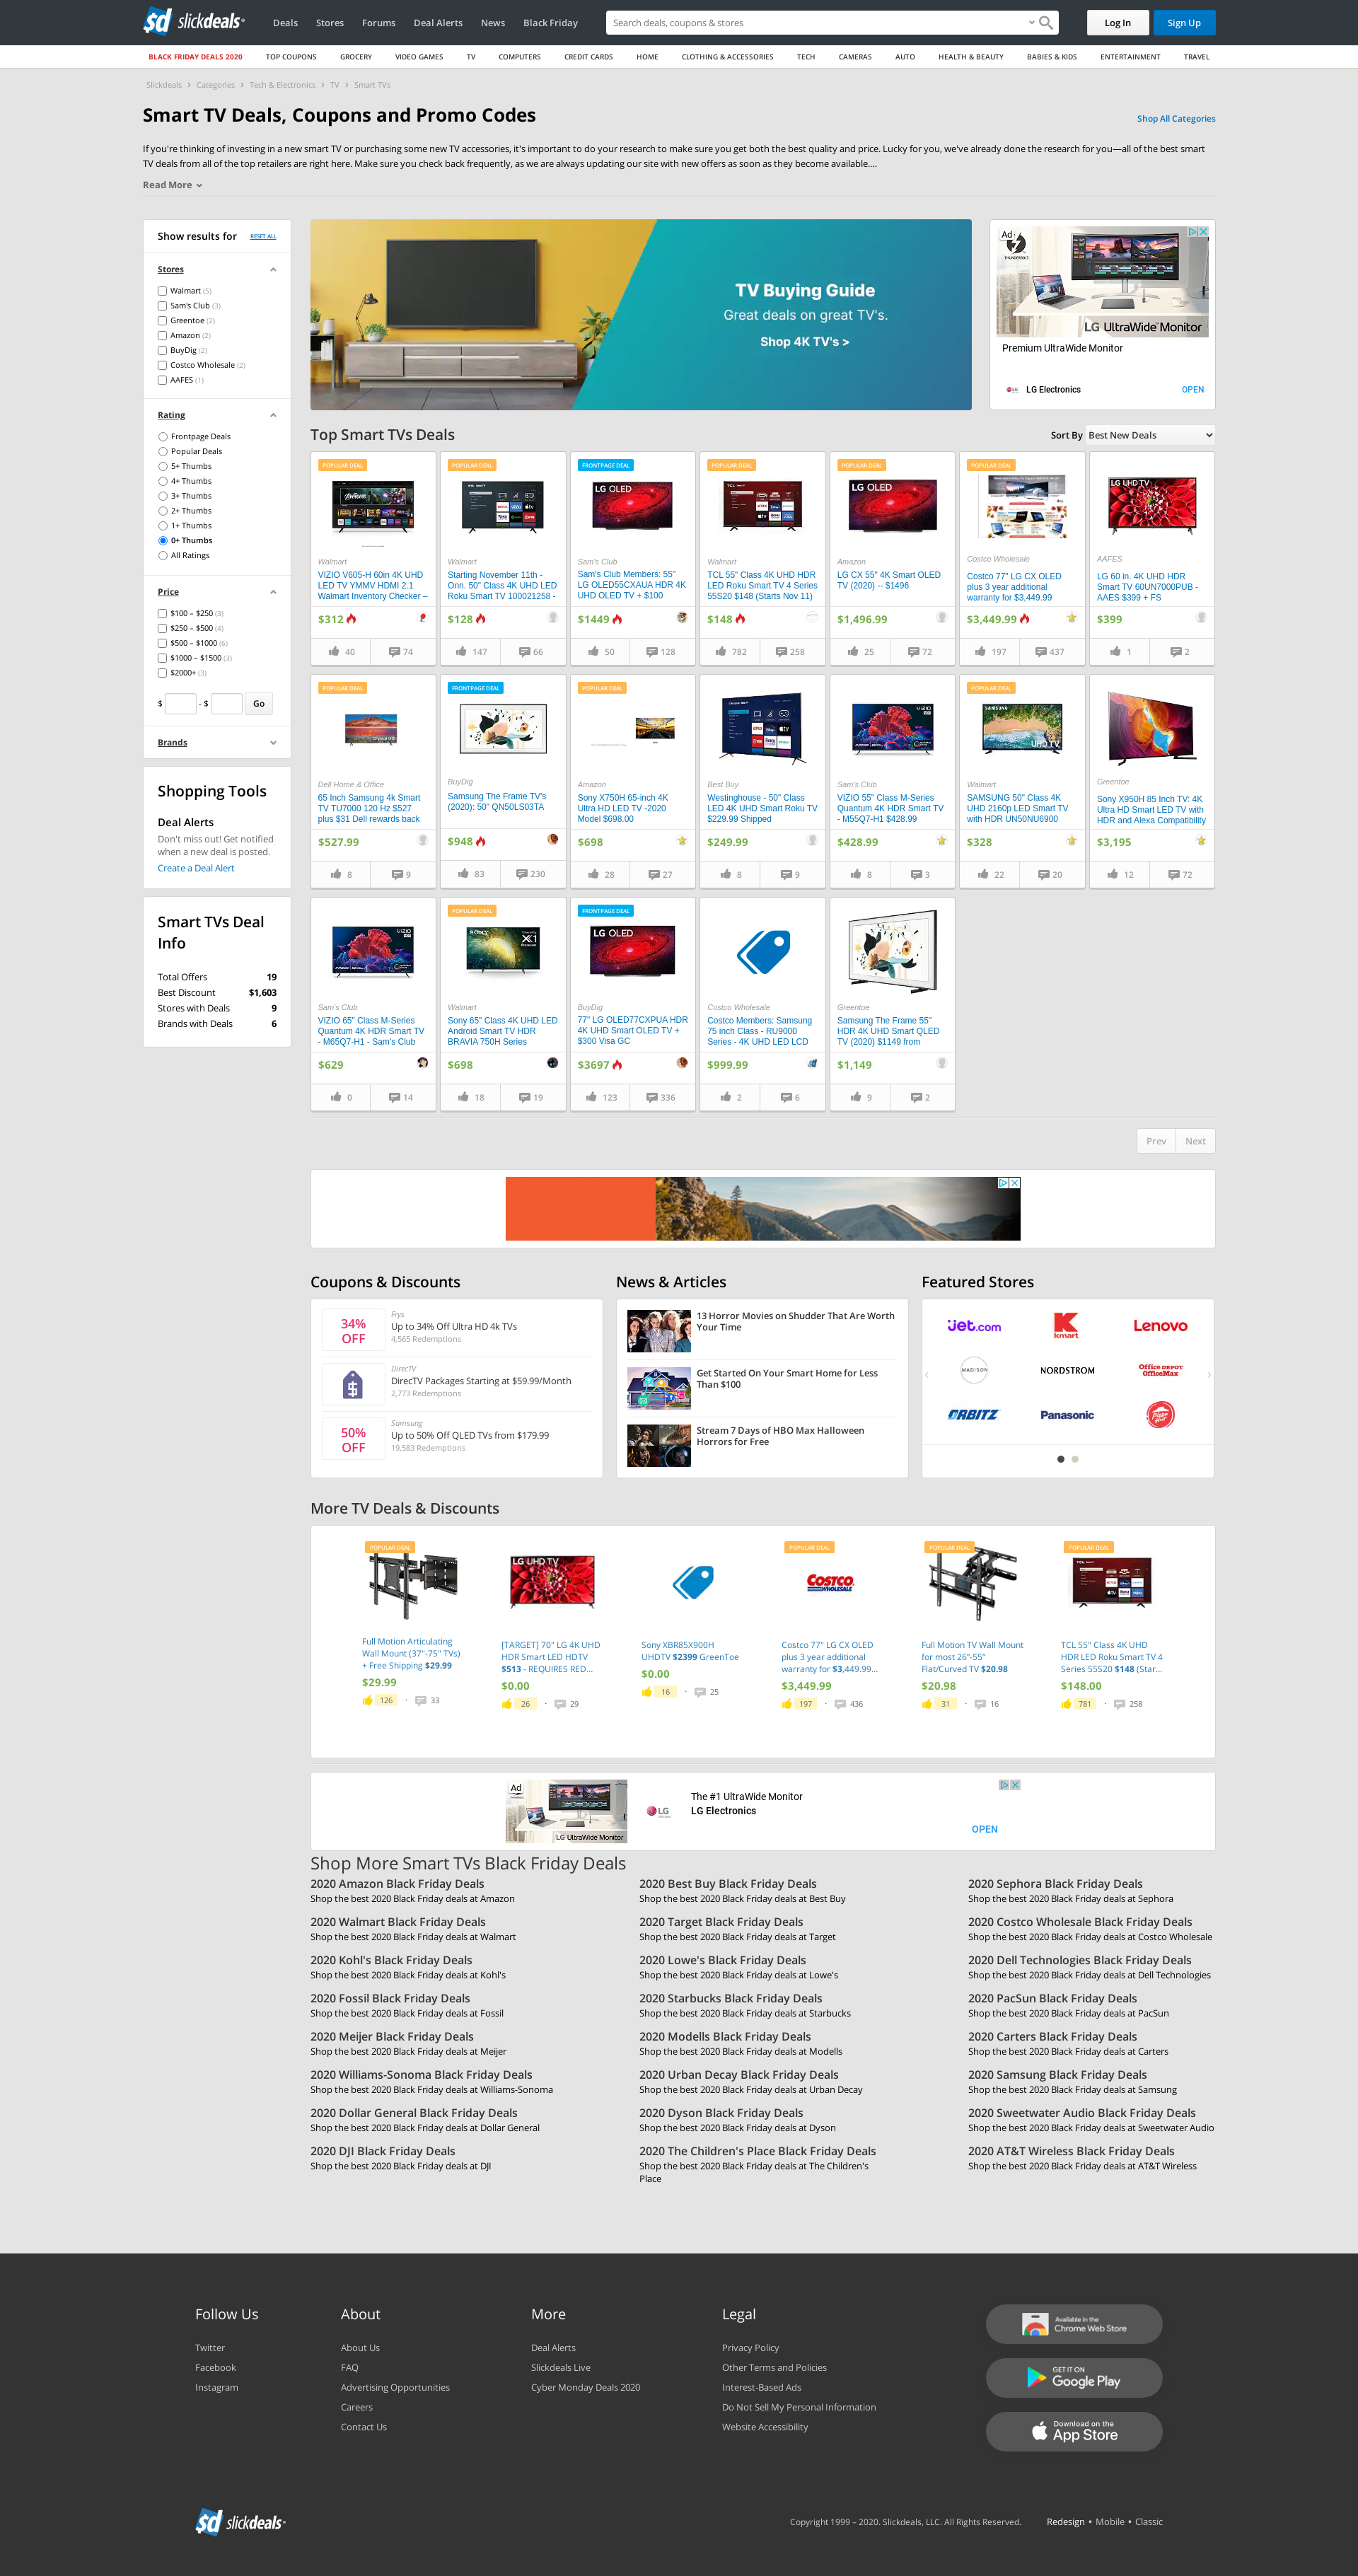 slickdeals
Deals
Stores
Forums
Deal Alerts
News
Black Friday
Search deals, coupons & stores
Log In
Sign Up
BLACK FRIDAY DEALS 2020
TOP COUPONS
GROCERY
VIDEO GAMES
TV
COMPUTERS
CREDIT CARDS
HOME
CLOTHING & ACCESSORIES
TECH
CAMERAS
AUTO
HEALTH & BEAUTY
BABIES & KIDS
ENTERTAINMENT
TRAVEL
Slickdeals > Categories > Tech & Electronics > TV > Smart TVs
Smart TV Deals, Coupons and Promo Codes
Shop All Categories
If you're thinking of investing in a new smart TV or purchasing some new TV accessories, it's important to do your research to make sure you get both the best quality and price. Lucky for you, we've already done the research for you—all of the best smart
TV deals from all of the top retailers are right here. Make sure you check back frequently, as we are always updating our site with new offers as soon as they become available....
Read More
Show results for
RESET ALL
Stores
Walmart (5)
Sam's Club (3)
Greentoe (2)
Amazon (2)
BuyDig (2)
Costco Wholesale (2)
AAFES (1)
Rating
Frontpage Deals
Popular Deals
5+ Thumbs
4+ Thumbs
3+ Thumbs
2+ Thumbs
1+ Thumbs
0+ Thumbs
All Ratings
Price
$100 – $250 (3)
$250 – $500 (4)
$500 – $1000 (6)
$1000 – $1500 (3)
$2000+ (3)
$ - $ Go
Brands
Shopping Tools
Deal Alerts
Don't miss out! Get notified
when a new deal is posted.
Create a Deal Alert
Smart TVs Deal
Info
Total Offers 19
Best Discount $1,603
Stores with Deals 9
Brands with Deals 6
TV Buying Guide
Great deals on great TV's.
Shop 4K TV's >
Ad
LG UltraWide Monitor
Premium UltraWide Monitor
LG Electronics
OPEN
Top Smart TVs Deals
Sort By Best New Deals
POPULAR DEAL
Walmart
VIZIO V605-H 60in 4K UHD
LED TV YMMV HDMI 2.1
Walmart Inventory Checker –
$312
40 74
POPULAR DEAL
Walmart
Starting November 11th -
Onn. 50" Class 4K UHD LED
Roku Smart TV 100021258 -
$128
147 66
FRONTPAGE DEAL
LG OLED
Sam's Club
Sam's Club Members: 55"
LG OLED55CXAUA HDR 4K
UHD OLED TV + $100
$1449
50 128
POPULAR DEAL
Walmart
TCL 55" Class 4K UHD HDR
LED Roku Smart TV 4 Series
55S20 $148 (Starts Nov 11)
$148
782 258
POPULAR DEAL
LG OLED
Amazon
LG CX 55" 4K Smart OLED
TV (2020) -- $1496
$1,496.99
25 72
POPULAR DEAL
Costco Wholesale
Costco 77" LG CX OLED
plus 3 year additional
warranty for $3,449.99
$3,449.99
197 437
LG UHD TV
AAFES
LG 60 in. 4K UHD HDR
Smart TV 60UN7000PUB -
AAES $399 + FS
$399
1 2
POPULAR DEAL
Dell Home & Office
65 Inch Samsung 4k Smart
TV TU7000 120 Hz $527
plus $31 Dell rewards back
$527.99
8 9
FRONTPAGE DEAL
BuyDig
Samsung The Frame TV's
(2020): 50" QN50LS03TA
$948
83 230
POPULAR DEAL
Amazon
Sony X750H 65-inch 4K
Ultra HD LED TV -2020
Model $698.00
$698
28 27
Best Buy
Westinghouse - 50" Class
LED 4K UHD Smart Roku TV
$229.99 Shipped
$249.99
8 9
VIZIO
Sam's Club
VIZIO 55" Class M-Series
Quantum 4K HDR Smart TV
- M55Q7-H1 $428.99
$428.99
8 3
POPULAR DEAL
SAMSUNG
UHD TV
Walmart
SAMSUNG 50" Class 4K
UHD 2160p LED Smart TV
with HDR UN50NU6900
$328
22 20
Greentoe
Sony X950H 85 Inch TV: 4K
Ultra HD Smart LED TV with
HDR and Alexa Compatibility
$3,195
12 72
VIZIO
Sam's Club
VIZIO 65" Class M-Series
Quantum 4K HDR Smart TV
- M65Q7-H1 - Sam's Club
$629
0 14
POPULAR DEAL
SONY
X1
Walmart
Sony 65" Class 4K UHD LED
Android Smart TV HDR
BRAVIA 750H Series
$698
18 19
FRONTPAGE DEAL
LG OLED
BuyDig
77" LG OLED77CXPUA HDR
4K UHD Smart OLED TV +
$300 Visa GC
$3697
123 336
Costco Wholesale
Costco Members: Samsung
75 inch Class - RU9000
Series - 4K UHD LED LCD
$999.99
2 6
Greentoe
Samsung The Frame 55"
HDR 4K UHD Smart QLED
TV (2020) $1149 from
$1,149
9 2
Prev
Next
Coupons & Discounts
34%
OFF
Frys
Up to 34% Off Ultra HD 4k TVs
4,565 Redemptions
DirecTV
DirecTV Packages Starting at $59.99/Month
2,773 Redemptions
50%
OFF
Samsung
Up to 50% Off QLED TVs from $179.99
19,583 Redemptions
News & Articles
13 Horror Movies on Shudder That Are Worth
Your Time
Get Started On Your Smart Home for Less
Than $100
Stream 7 Days of HBO Max Halloween
Horrors for Free
Featured Stores
jet.com
kmart
Lenovo
MADISON
NORDSTROM
Office DEPOT
OfficeMax
ORBITZ
Panasonic
Pizza Hut
More TV Deals & Discounts
POPULAR DEAL
Full Motion Articulating
Wall Mount (37"-75" TVs)
+ Free Shipping $29.99
$29.99
126 · 33
LG UHD TV
[TARGET] 70" LG 4K UHD
HDR Smart LED HDTV
$513 - REQUIRES RED...
$0.00
26 · 29
Sony XBR85X900H
UHDTV $2399 GreenToe
$0.00
16 · 25
POPULAR DEAL
COSTCO
WHOLESALE
Costco 77" LG CX OLED
plus 3 year additional
warranty for $3,449.99...
$3,449.99
197 · 436
POPULAR DEAL
Full Motion TV Wall Mount
for most 26"-55"
Flat/Curved TV $20.98
$20.98
31 · 16
POPULAR DEAL
TCL 55" Class 4K UHD
HDR LED Roku Smart TV 4
Series 55S20 $148 (Star...
$148.00
781 · 258
Ad
LG UltraWide Monitor
LG
The #1 UltraWide Monitor
LG Electronics
OPEN
Shop More Smart TVs Black Friday Deals
2020 Amazon Black Friday Deals
Shop the best 2020 Black Friday deals at Amazon
2020 Best Buy Black Friday Deals
Shop the best 2020 Black Friday deals at Best Buy
2020 Sephora Black Friday Deals
Shop the best 2020 Black Friday deals at Sephora
2020 Walmart Black Friday Deals
Shop the best 2020 Black Friday deals at Walmart
2020 Target Black Friday Deals
Shop the best 2020 Black Friday deals at Target
2020 Costco Wholesale Black Friday Deals
Shop the best 2020 Black Friday deals at Costco Wholesale
2020 Kohl's Black Friday Deals
Shop the best 2020 Black Friday deals at Kohl's
2020 Lowe's Black Friday Deals
Shop the best 2020 Black Friday deals at Lowe's
2020 Dell Technologies Black Friday Deals
Shop the best 2020 Black Friday deals at Dell Technologies
2020 Fossil Black Friday Deals
Shop the best 2020 Black Friday deals at Fossil
2020 Starbucks Black Friday Deals
Shop the best 2020 Black Friday deals at Starbucks
2020 PacSun Black Friday Deals
Shop the best 2020 Black Friday deals at PacSun
2020 Meijer Black Friday Deals
Shop the best 2020 Black Friday deals at Meijer
2020 Modells Black Friday Deals
Shop the best 2020 Black Friday deals at Modells
2020 Carters Black Friday Deals
Shop the best 2020 Black Friday deals at Carters
2020 Williams-Sonoma Black Friday Deals
Shop the best 2020 Black Friday deals at Williams-Sonoma
2020 Urban Decay Black Friday Deals
Shop the best 2020 Black Friday deals at Urban Decay
2020 Samsung Black Friday Deals
Shop the best 2020 Black Friday deals at Samsung
2020 Dollar General Black Friday Deals
Shop the best 2020 Black Friday deals at Dollar General
2020 Dyson Black Friday Deals
Shop the best 2020 Black Friday deals at Dyson
2020 Sweetwater Audio Black Friday Deals
Shop the best 2020 Black Friday deals at Sweetwater Audio
2020 DJI Black Friday Deals
Shop the best 2020 Black Friday deals at DJI
2020 The Children's Place Black Friday Deals
Shop the best 2020 Black Friday deals at The Children's
Place
2020 AT&T Wireless Black Friday Deals
Shop the best 2020 Black Friday deals at AT&T Wireless
Follow Us
Twitter
Facebook
Instagram
About
About Us
FAQ
Advertising Opportunities
Careers
Contact Us
More
Deal Alerts
Slickdeals Live
Cyber Monday Deals 2020
Legal
Privacy Policy
Other Terms and Policies
Interest-Based Ads
Do Not Sell My Personal Information
Website Accessibility
Available in the
Chrome Web Store
GET IT ON
Google Play
Download on the
App Store
slickdeals
Copyright 1999 – 2020. Slickdeals, LLC. All Rights Reserved.
Redesign • Mobile • Classic